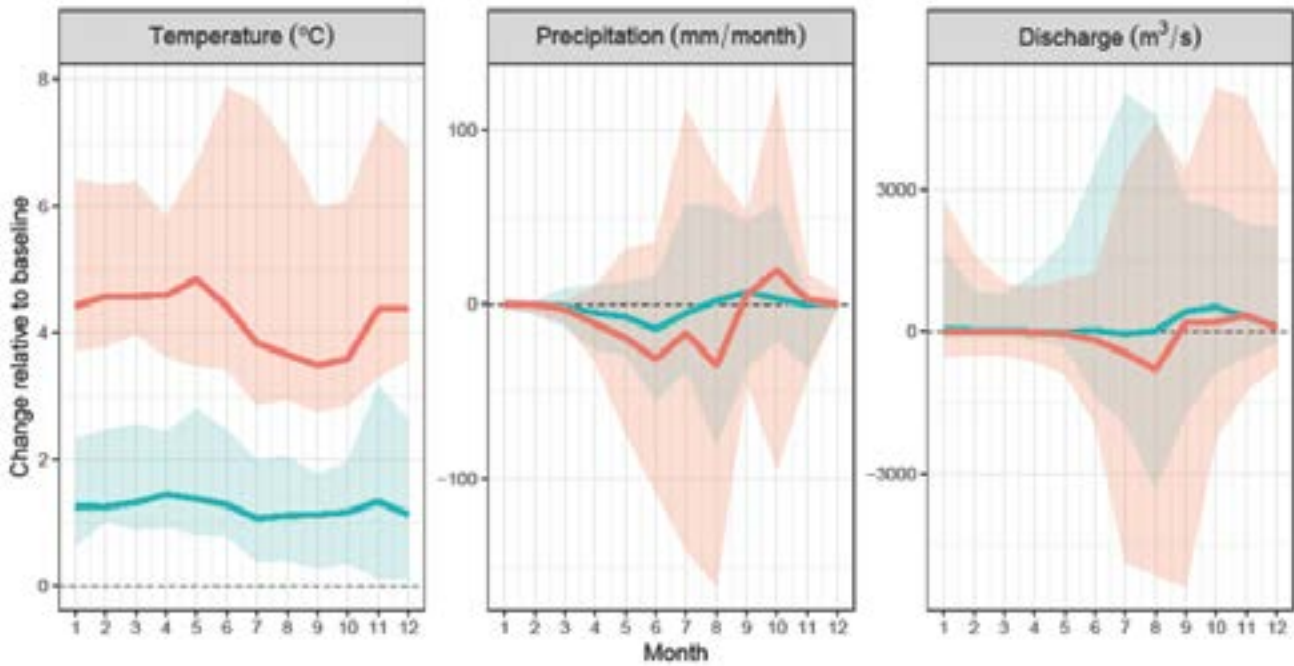 Temperature (°C)
Precipitation (mm/month)
Discharge (m³/s)
Change relative to baseline
8
6
4
2
0
100
0
−100
3000
0
−3000
1 2 3 4 5 6 7 8 9 10 11 12
1 2 3 4 5 6 7 8 9 10 11 12
1 2 3 4 5 6 7 8 9 10 11 12
Month